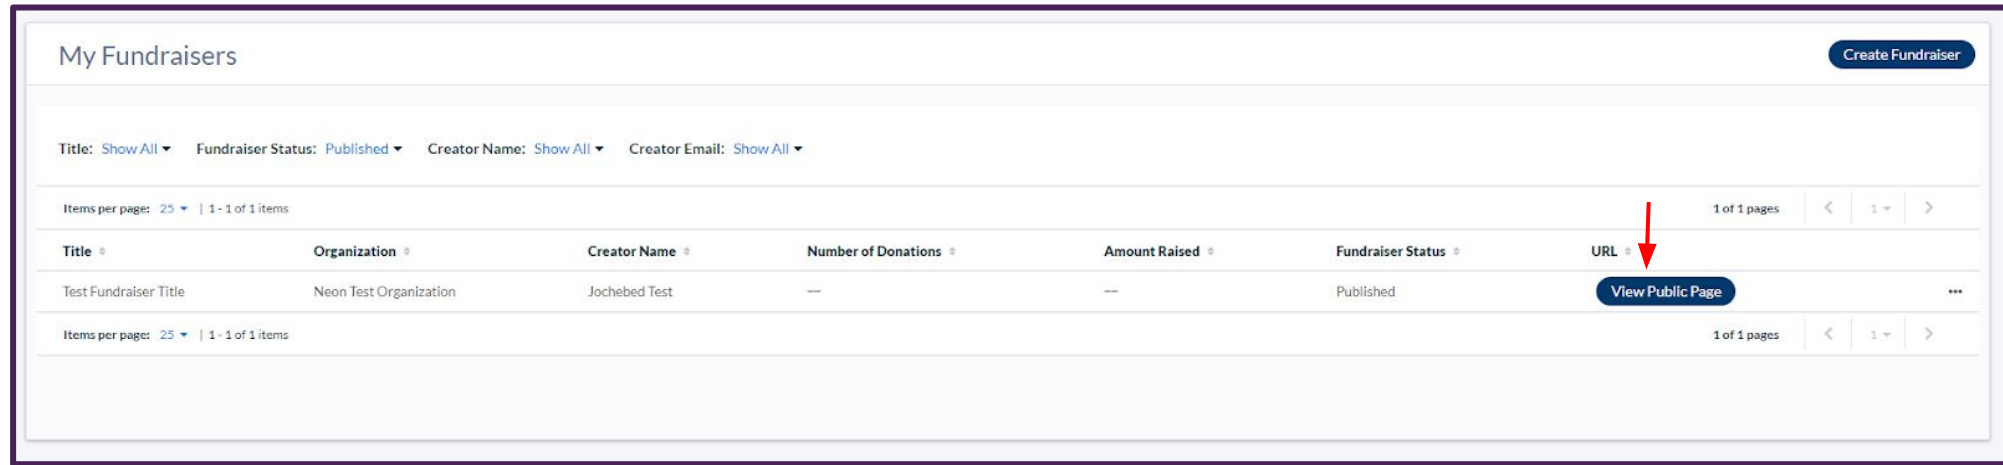 My Fundraisers Create Fundraiser
Title: Show All Fundraiser Status: Published Creator Name: Show All Creator Email: Show All
Items per page: 25 | 1 - 1 of 1 items 1 of 1 pages 1
Title Organization Creator Name Number of Donations Amount Raised Fundraiser Status URL
Test Fundraiser Title Neon Test Organization Jochebed Test — — Published View Public Page ...
Items per page: 25 | 1 - 1 of 1 items 1 of 1 pages 1